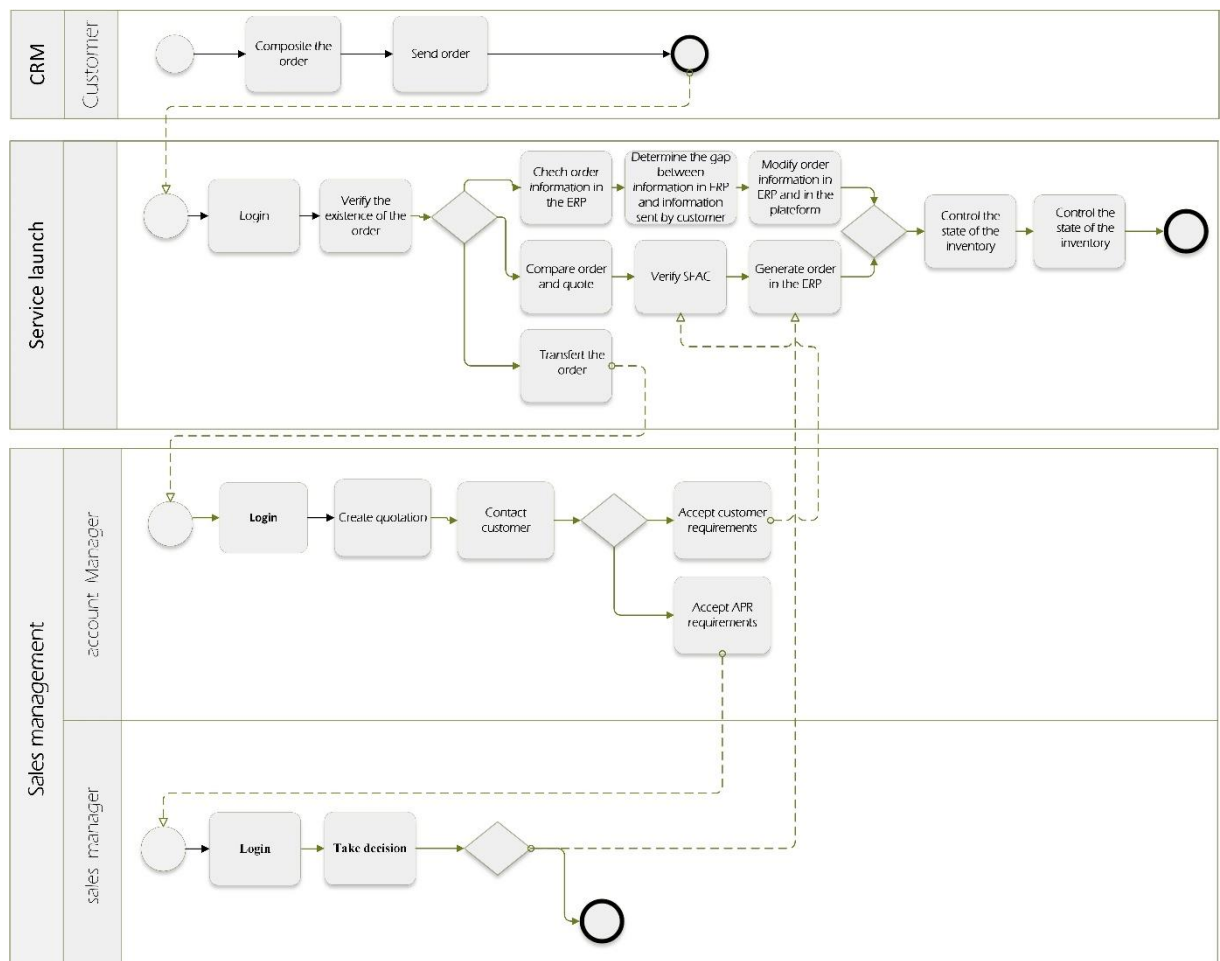 CRM
Customer
Composite the
order
Send order
Service launch
Login
Verify the
existence of the
order
Chech order
information in
the ERP
Determine the gap
between
information in ERP
and information
sent by customer
Modify order
information in
ERP and in the
plateform
Compare order
and quote
Verify SFAC
Generate order
in the ERP
Transfert the
order
Control the
state of the
inventory
Control the
state of the
inventory
Sales management
account Manager
Login
Create quotation
Contact
customer
Accept customer
requirements
Accept APR
requirements
sales manager
Login
Take decision